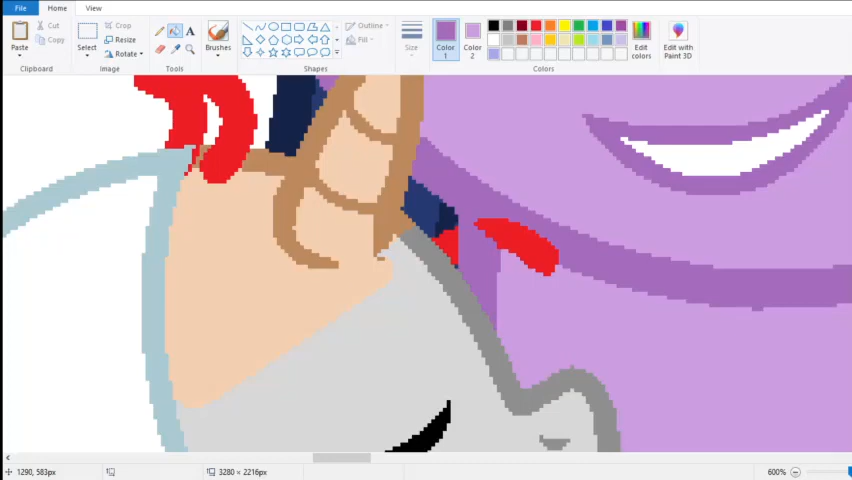 File Home View
Paste Cut Copy
Clipboard
Select Crop Resize Rotate
Image
Tools
Brushes
Outline Fill
Shapes
Size
Color 1
Color 2
Edit colors
Colors
Edit with Paint 3D
1290, 583px
3280 × 2216px
600%